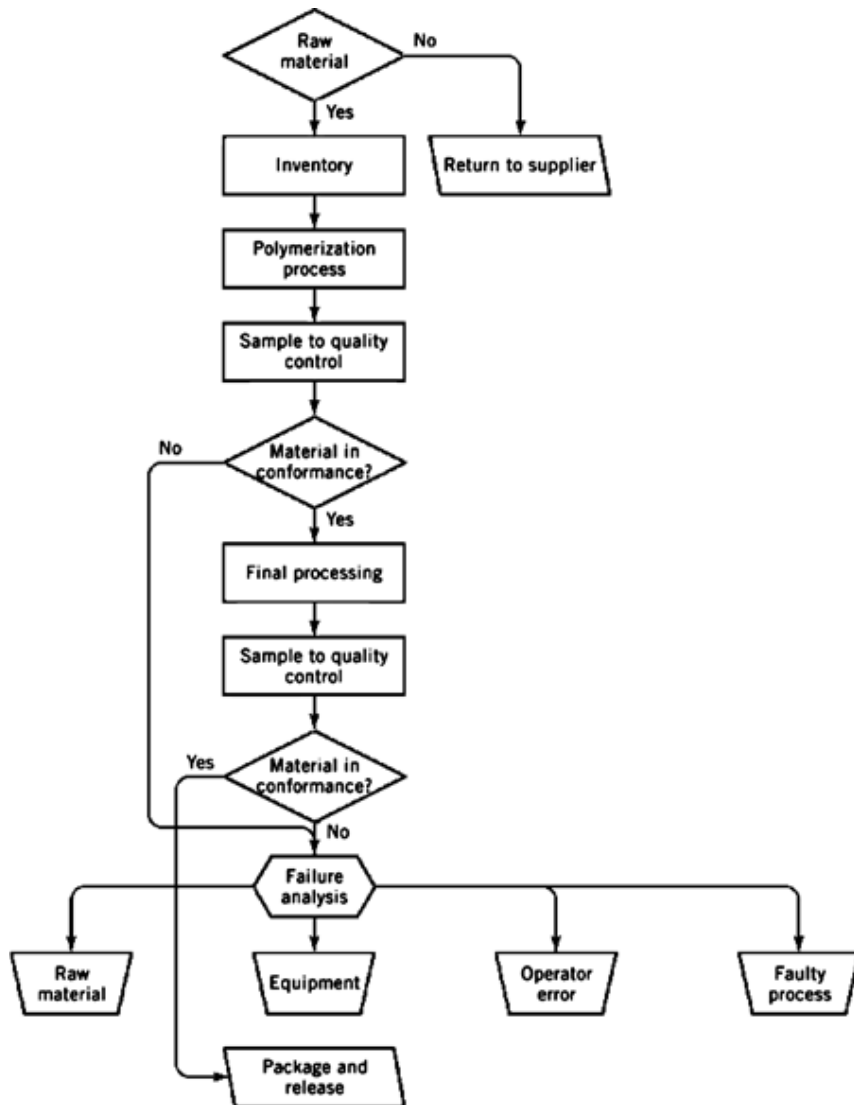 Raw
material
No
Yes
Inventory
Return to supplier
Polymerization
process
Sample to quality
control
No
Material in
conformance?
Yes
Final processing
Sample to quality
control
Yes
Material in
conformance?
No
Failure
analysis
Raw
material
Equipment
Operator
error
Faulty
process
Package and
release